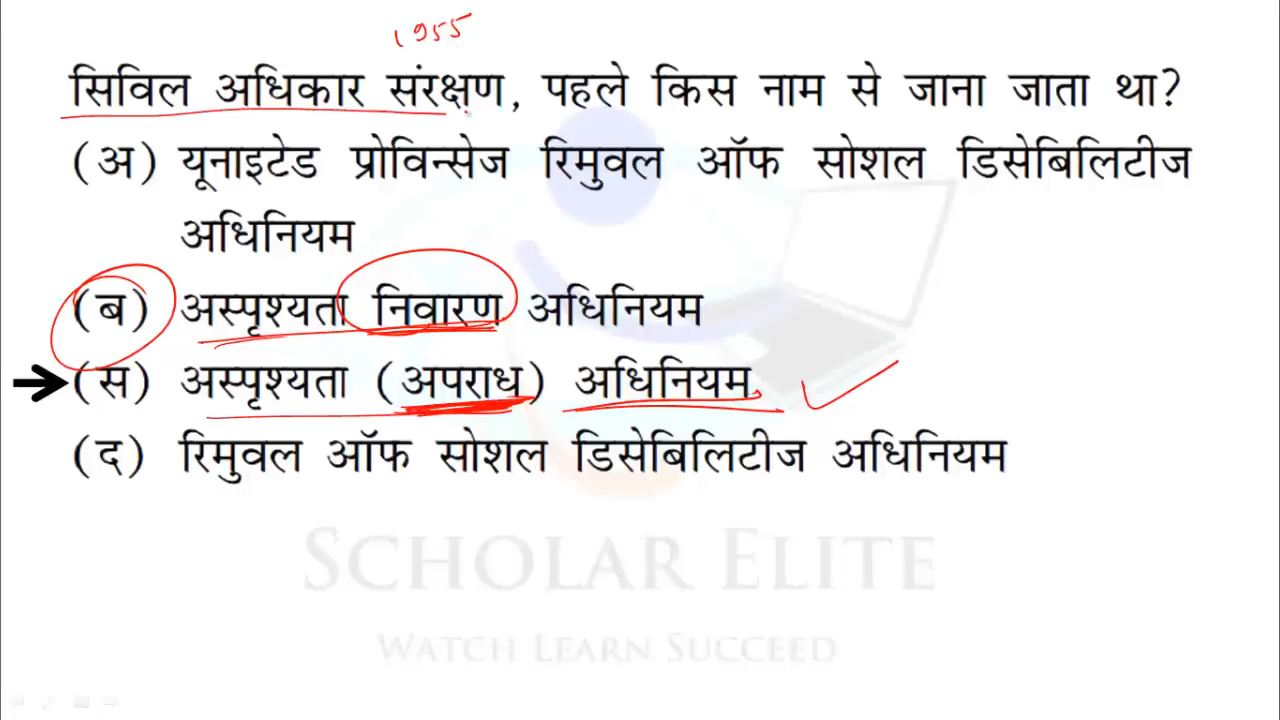 1955
सिविल अधिकार संरक्षण, पहले किस नाम से जाना जाता था?
(अ) यूनाइटेड प्रोविन्सेज रिमुवल ऑफ सोशल डिसेबिलिटीज
अधिनियम
(ब) अस्पृश्यता निवारण अधिनियम
(स) अस्पृश्यता (अपराध) अधिनियम
(द) रिमुवल ऑफ सोशल डिसेबिलिटीज अधिनियम
SCHOLAR ELITE
WATCH LEARN SUCCEED